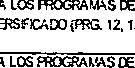 A LOS PROGRAMAS DE
ERSIFICADO (PRG. 12, 1
A LOS PROGRAMAS DE